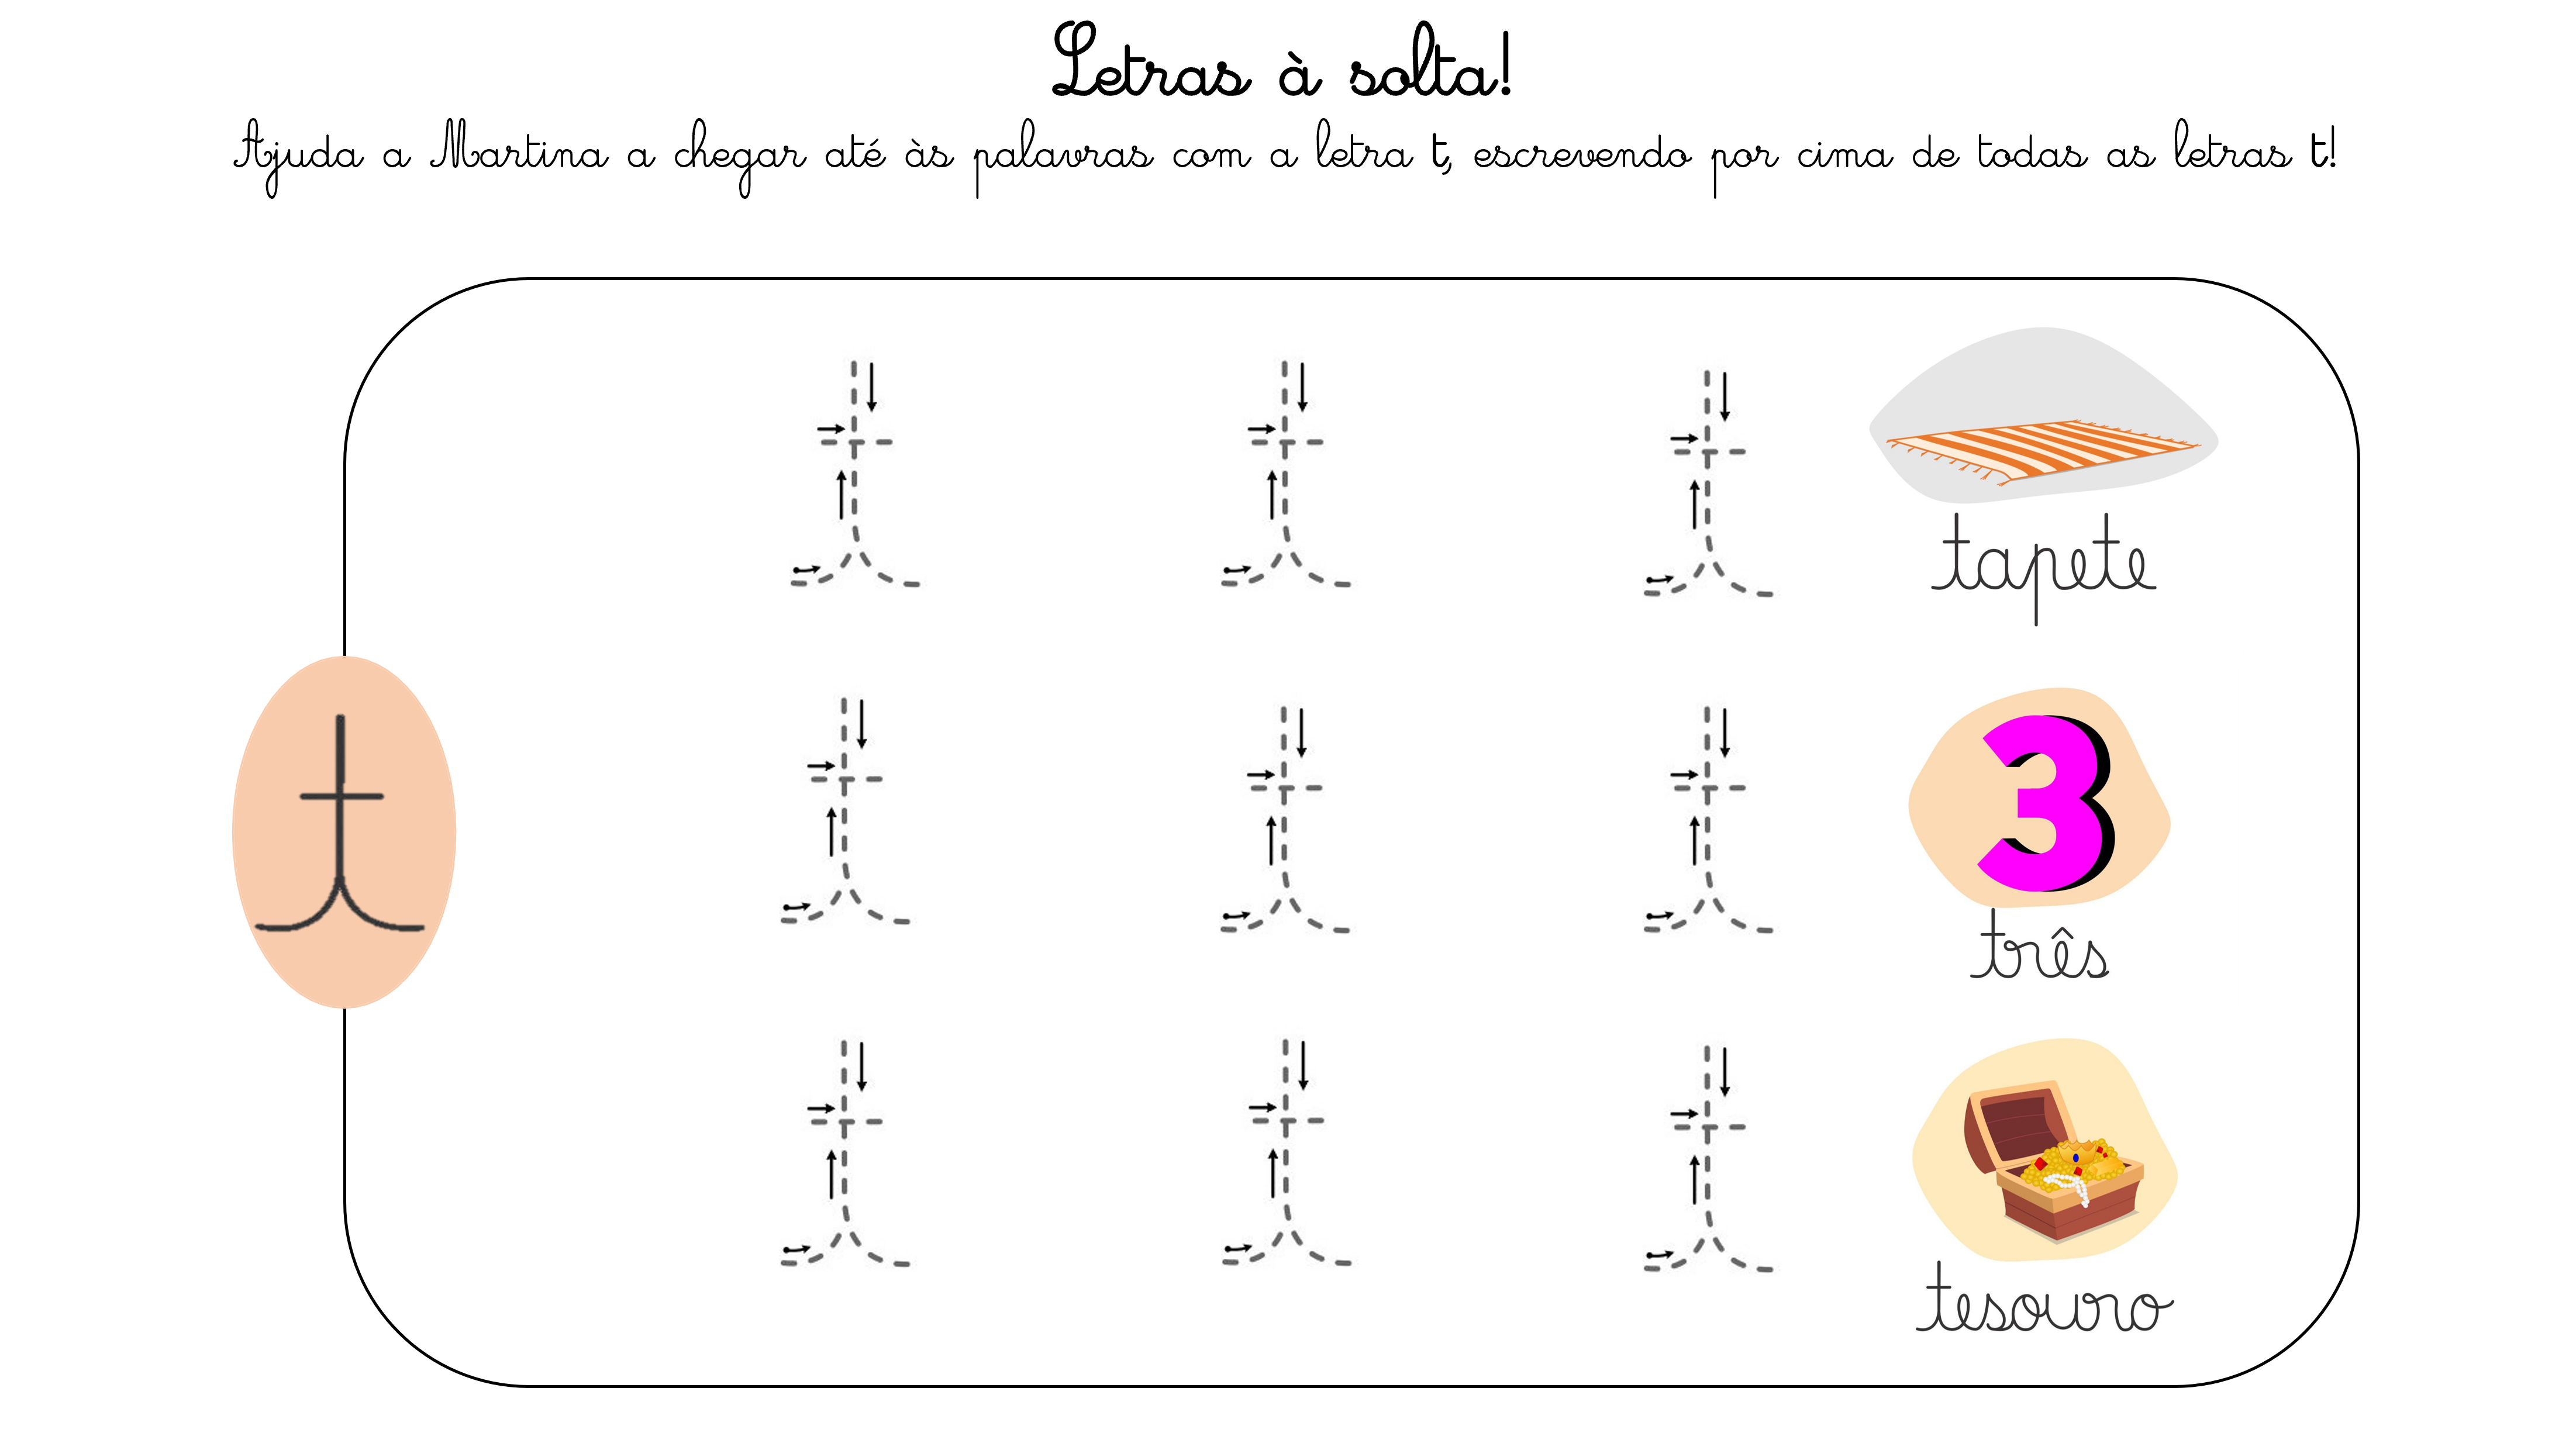 Letras à solta!
Ajuda a Martina a chegar até às palavras com a letra t, escrevendo por cima de todas as letras t!
t t t tapete
t
t t t 3
três
t t t
tesouro